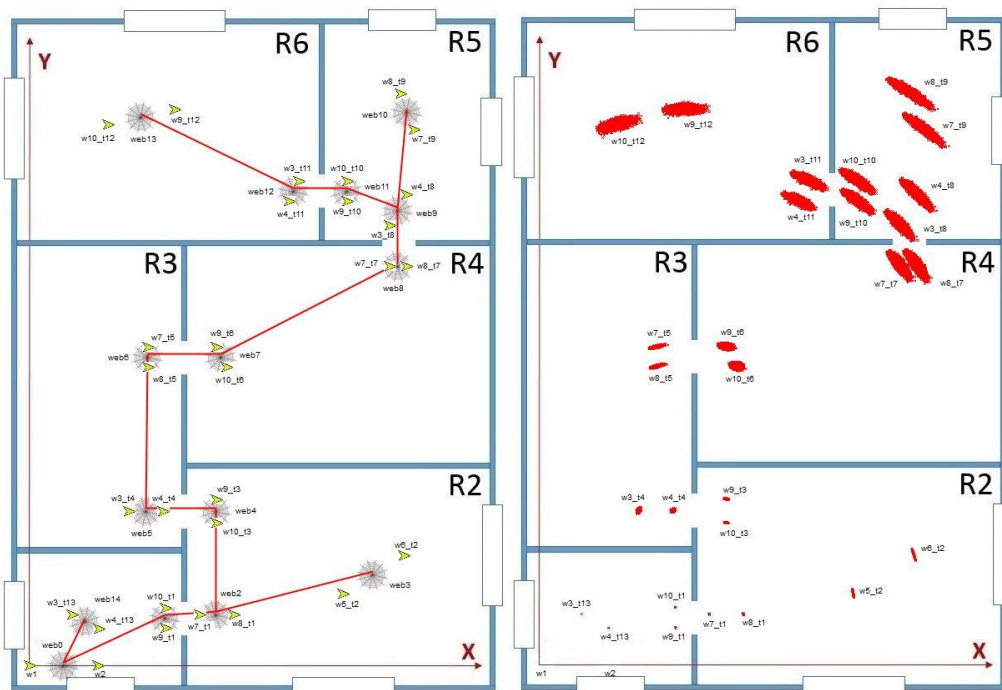 R6
R5
Y
w8_t9
web10
w7_t9
w9_t12
w10_t12
web13
w3_t11
w10_t10
web12
web11
w4_t8
w4_t11
w9_t10
web9
w3_t8
R3
R4
w7_t7
w8_t7
web8
w7_t5
w9_t6
web6
web7
w8_t5
w10_t6
R2
w3_t4
w4_t4
w9_t3
web4
web5
w10_t3
w6_t2
web3
w5_t2
w3_t13
web14
w10_t1
web2
w4_t13
w7_t1
w8_t1
w9_t1
web0
X
w1
w2
R6
R5
Y
w8_t9
w7_t9
w9_t12
w10_t12
w3_t11
w10_t10
w4_t8
w4_t11
w9_t10
w3_t8
R3
R4
w7_t7
w8_t7
w7_t5
w9_t6
w8_t5
w10_t6
R2
w3_t4
w4_t4
w9_t3
w10_t3
w6_t2
w5_t2
w3_t13
w10_t1
w4_t13
w9_t1
w7_t1
w8_t1
X
w1
w2